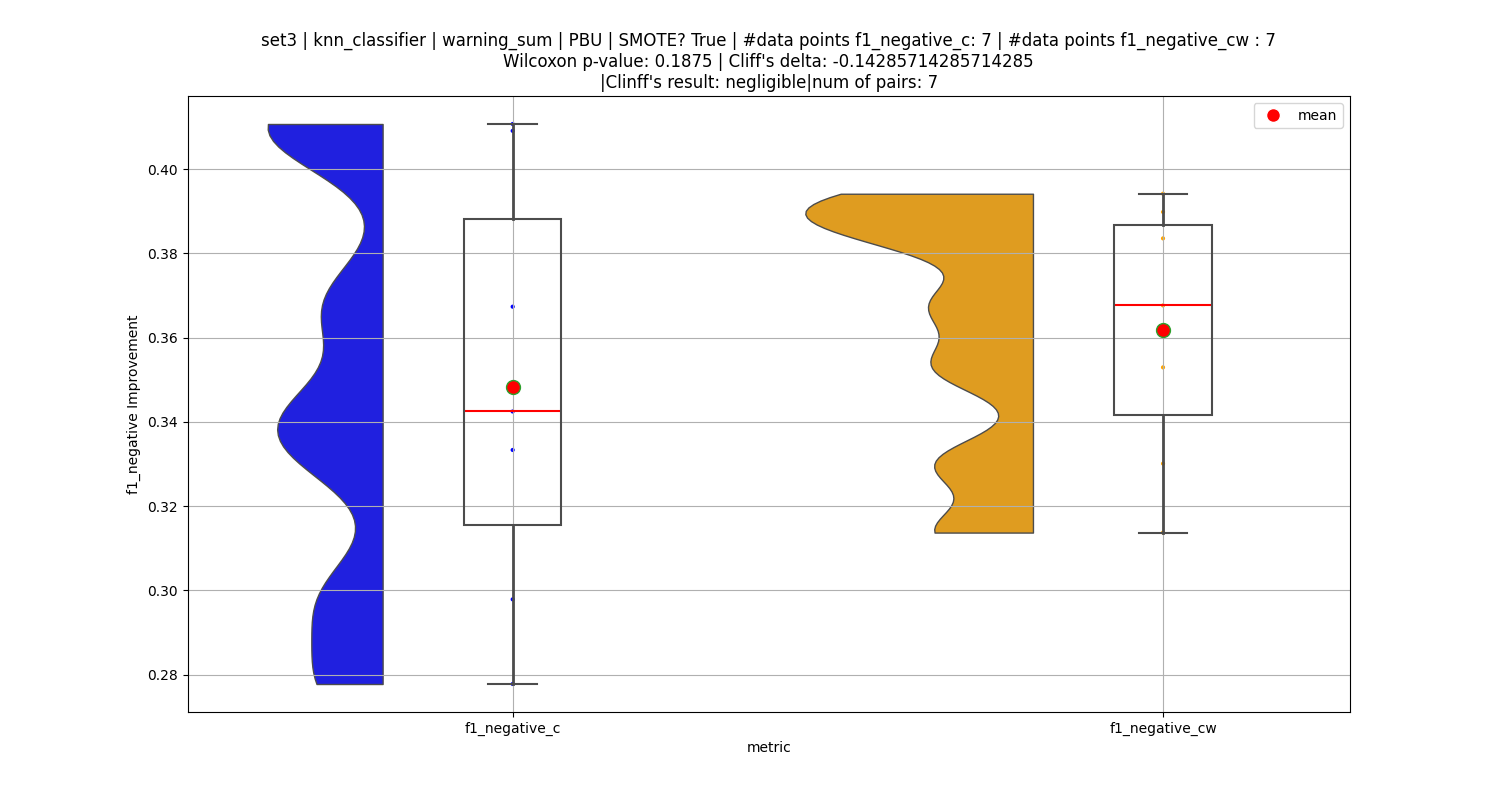 set3 | knn_classifier | warning_sum | PBU | SMOTE? True | #data points f1_negative_c: 7 | #data points f1_negative_cw : 7
Wilcoxon p-value: 0.1875 | Cliff's delta: -0.14285714285714285
|Clinff's result: negligible|num of pairs: 7
mean
0.40
0.38
0.36
0.34
0.32
0.30
0.28
f1_negative Improvement
f1_negative_c
f1_negative_cw
metric